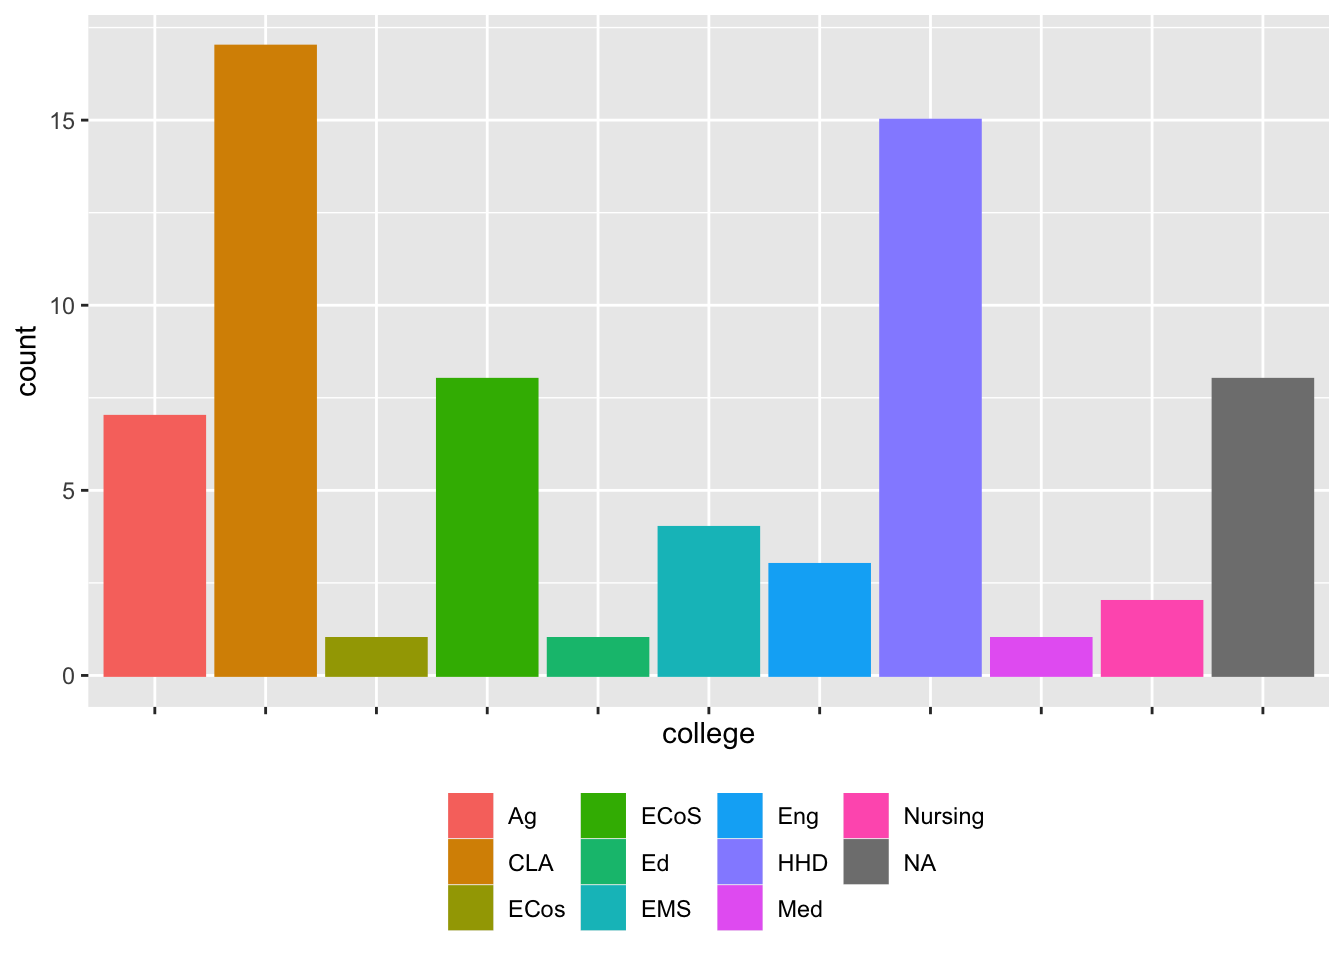 15
10
5
0
count
college
Ag ECoS Eng Nursing
CLA Ed HHD NA
ECos EMS Med